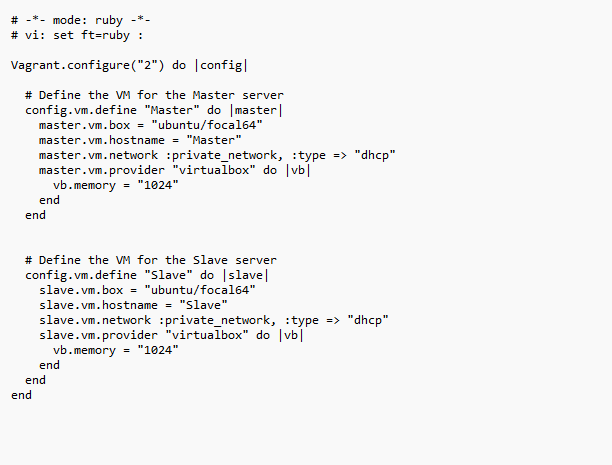 # -*- mode: ruby -*-
# vi: set ft=ruby :
Vagrant.configure("2") do |config|
  # Define the VM for the Master server
  config.vm.define "Master" do |master|
    master.vm.box = "ubuntu/focal64"
    master.vm.hostname = "Master"
    master.vm.network :private_network, :type => "dhcp"
    master.vm.provider "virtualbox" do |vb|
      vb.memory = "1024"
    end
  end
  # Define the VM for the Slave server
  config.vm.define "Slave" do |slave|
    slave.vm.box = "ubuntu/focal64"
    slave.vm.hostname = "Slave"
    slave.vm.network :private_network, :type => "dhcp"
    slave.vm.provider "virtualbox" do |vb|
      vb.memory = "1024"
    end
  end
end